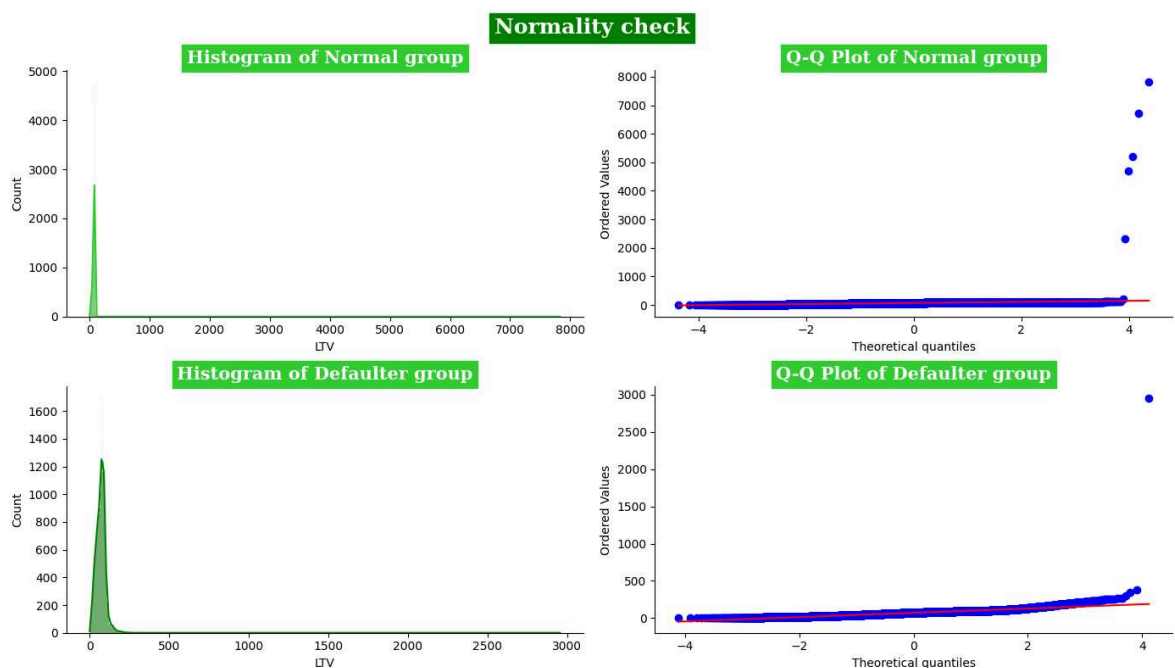 Normality check
Histogram of Normal group
5000
4000
3000
2000
1000
0
Count
0 1000 2000 3000 4000 5000 6000 7000 8000
LTV
Q-Q Plot of Normal group
8000
7000
6000
5000
4000
3000
2000
1000
0
Ordered Values
−4 −2 0 2 4
Theoretical quantiles
Histogram of Defaulter group
1600
1400
1200
1000
800
600
400
200
0
Count
0 500 1000 1500 2000 2500 3000
LTV
Q-Q Plot of Defaulter group
3000
2500
2000
1500
1000
500
0
Ordered Values
−4 −2 0 2 4
Theoretical quantiles